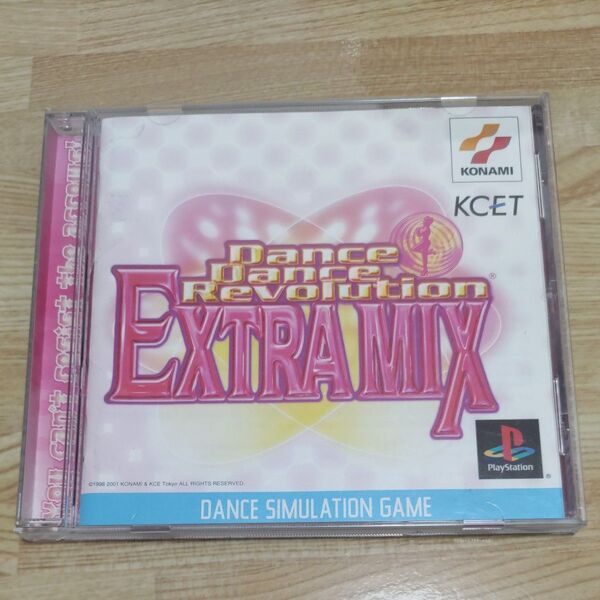 You can't resist the groove!
KONAMI
KCET
Dance
Dance
Revolution®
EXTRA MIX
©1998 2001 KONAMI & KCE Tokyo ALL RIGHTS RESERVED.
PlayStation®
DANCE SIMULATION GAME